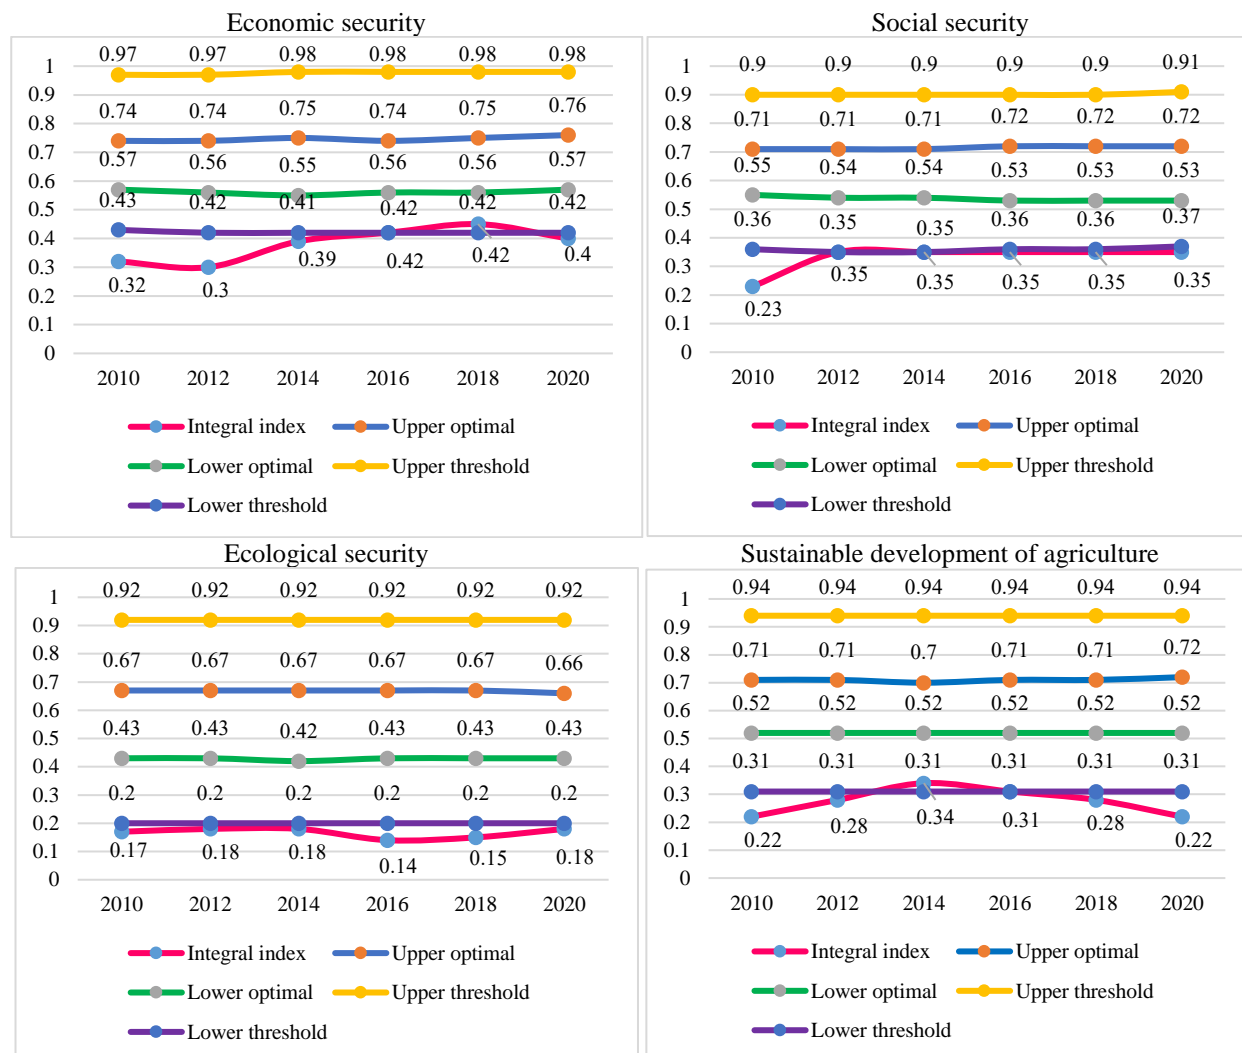 Economic security
0.97 0.97 0.98 0.98 0.98 0.98
1
0.9
0.74 0.74 0.75 0.74 0.75 0.76
0.8
0.7
0.57 0.56 0.55 0.56 0.56 0.57
0.6
0.43 0.42 0.41 0.42 0.42 0.42
0.5
0.4
0.39 0.42 0.42 0.4
0.3
0.32 0.3
0.2
0.1
0
2010 2012 2014 2016 2018 2020
Integral index Upper optimal
Lower optimal Upper threshold
Lower threshold
Social security
0.9 0.9 0.9 0.9 0.9 0.91
1
0.9
0.71 0.71 0.71 0.72 0.72 0.72
0.8
0.7
0.55 0.54 0.54 0.53 0.53 0.53
0.6
0.5
0.36 0.35 0.35 0.36 0.36 0.37
0.4
0.3
0.23 0.35 0.35 0.35 0.35 0.35
0.2
0.1
0
2010 2012 2014 2016 2018 2020
Integral index Upper optimal
Lower optimal Upper threshold
Lower threshold
Ecological security
0.92 0.92 0.92 0.92 0.92 0.92
1
0.9
0.8
0.67 0.67 0.67 0.67 0.67 0.66
0.7
0.6
0.43 0.43 0.42 0.43 0.43 0.43
0.5
0.4
0.3
0.2 0.2 0.2 0.2 0.2 0.2
0.2
0.17 0.18 0.18 0.14 0.15 0.18
0.1
0
2010 2012 2014 2016 2018 2020
Integral index Upper optimal
Lower optimal Upper threshold
Lower threshold
Sustainable development of agriculture
0.94 0.94 0.94 0.94 0.94 0.94
1
0.9
0.8
0.71 0.71 0.7 0.71 0.71 0.72
0.7
0.6
0.52 0.52 0.52 0.52 0.52 0.52
0.5
0.4
0.31 0.31 0.31 0.31 0.31 0.31
0.3
0.2
0.22 0.28 0.34 0.31 0.28 0.22
0.1
0
2010 2012 2014 2016 2018 2020
Integral index Upper optimal
Lower optimal Upper threshold
Lower threshold